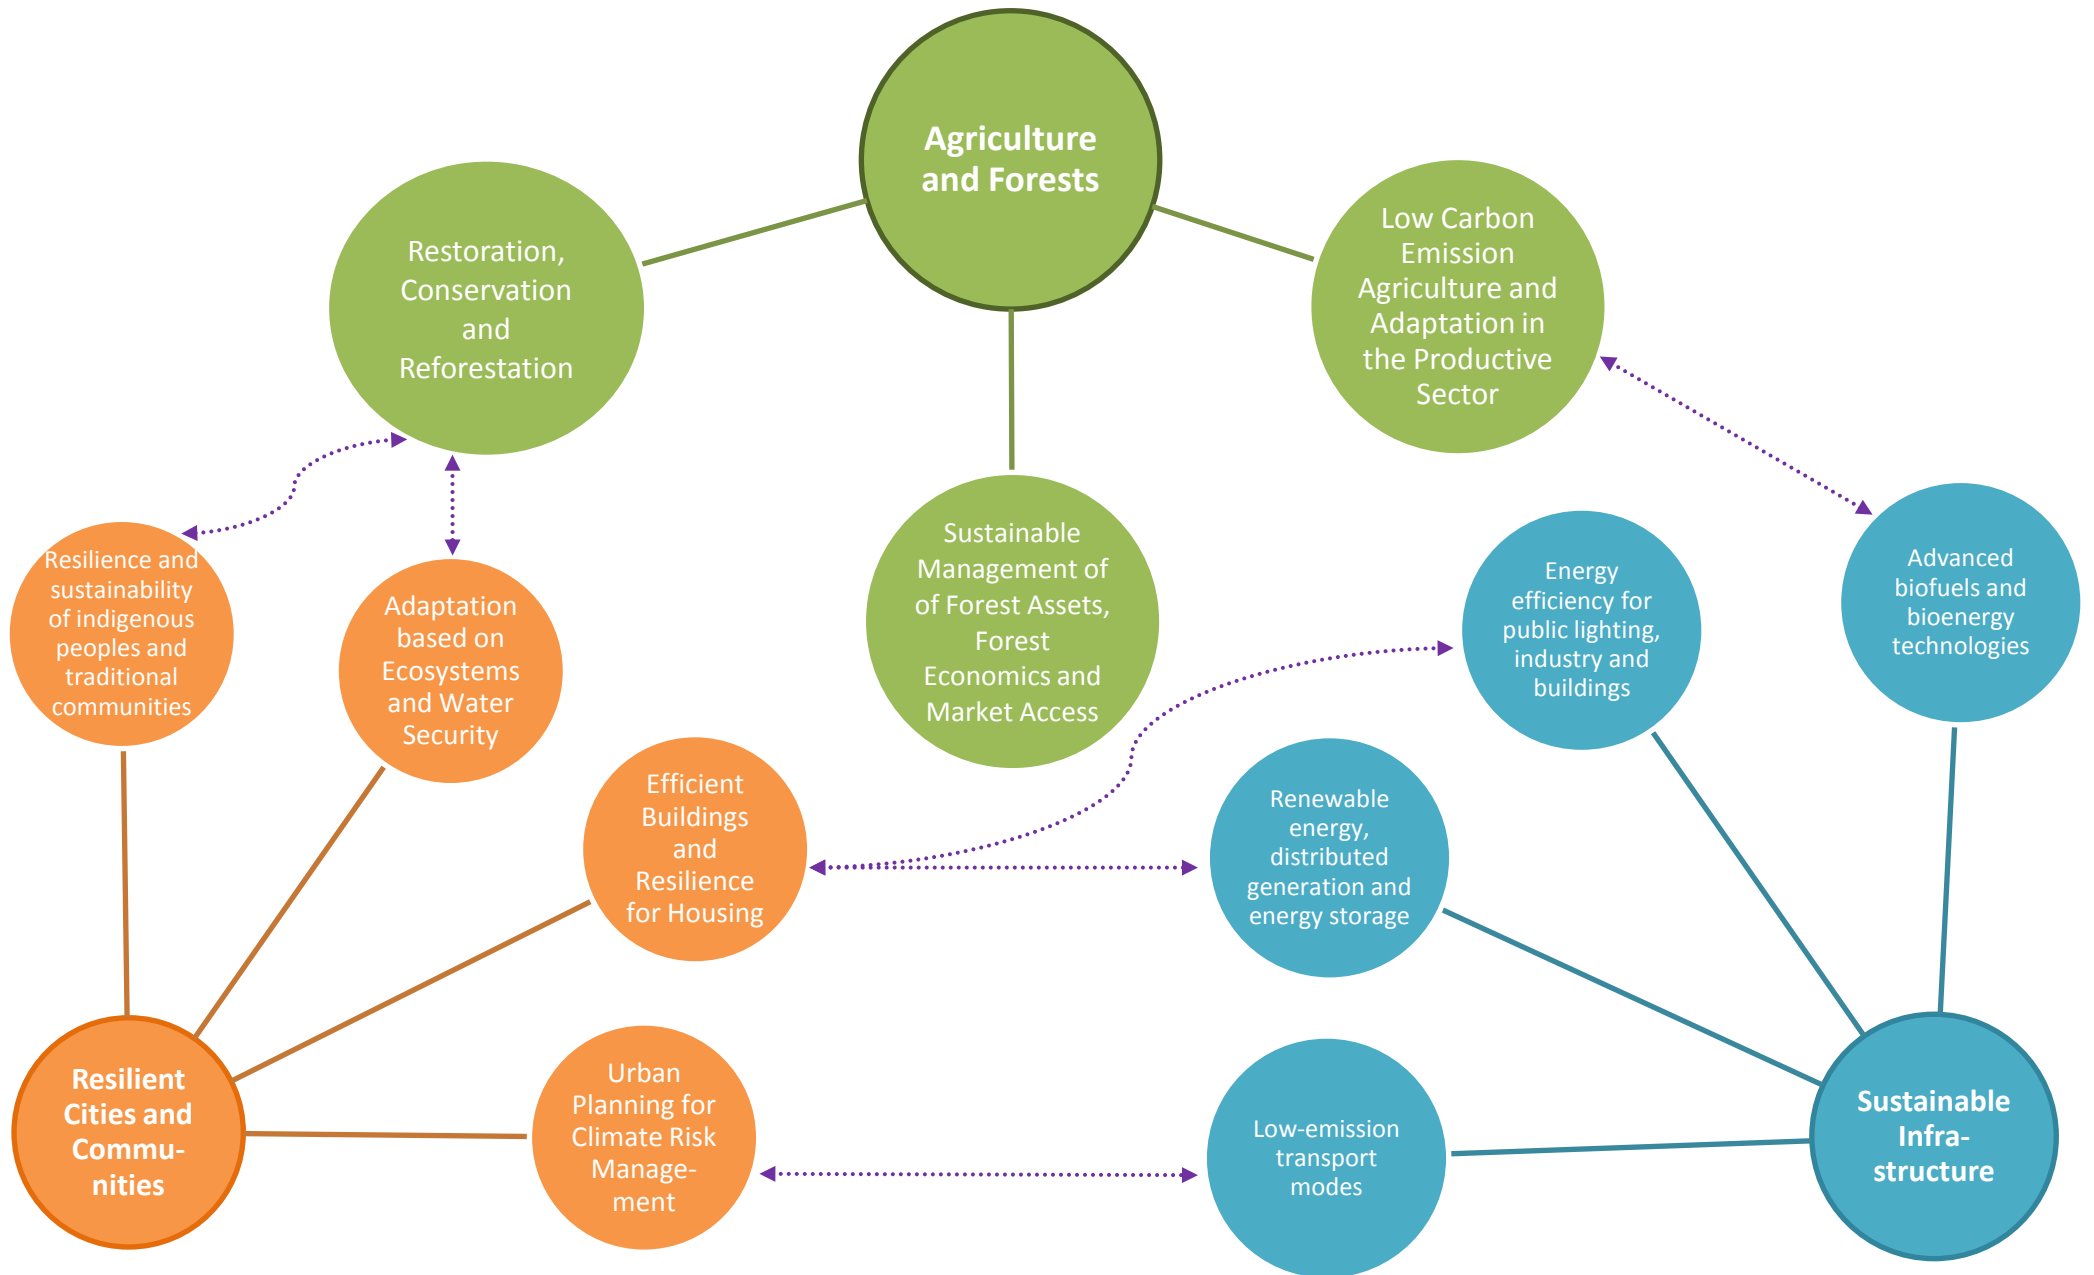 Agriculture
and Forests
Restoration,
Conservation
and
Reforestation
Low Carbon
Emission
Agriculture and
Adaptation in
the Productive
Sector
Sustainable
Management of
of Forest Assets,
Forest
Economics and
Market Access
Resilience and
sustainability
of indigenous
peoples and
traditional
communities
Adaptation
based on
Ecosystems
and Water
Security
Efficient
Buildings
and
Resilience
for Housing
Urban
Planning for
Climate Risk
Manage-
ment
Resilient
Cities and
Commu-
nities
Energy
efficiency for
public lighting,
industry and
buildings
Advanced
biofuels and
bioenergy
technologies
Renewable
energy,
distributed
generation and
energy storage
Low-emission
transport
modes
Sustainable
Infra-
structure